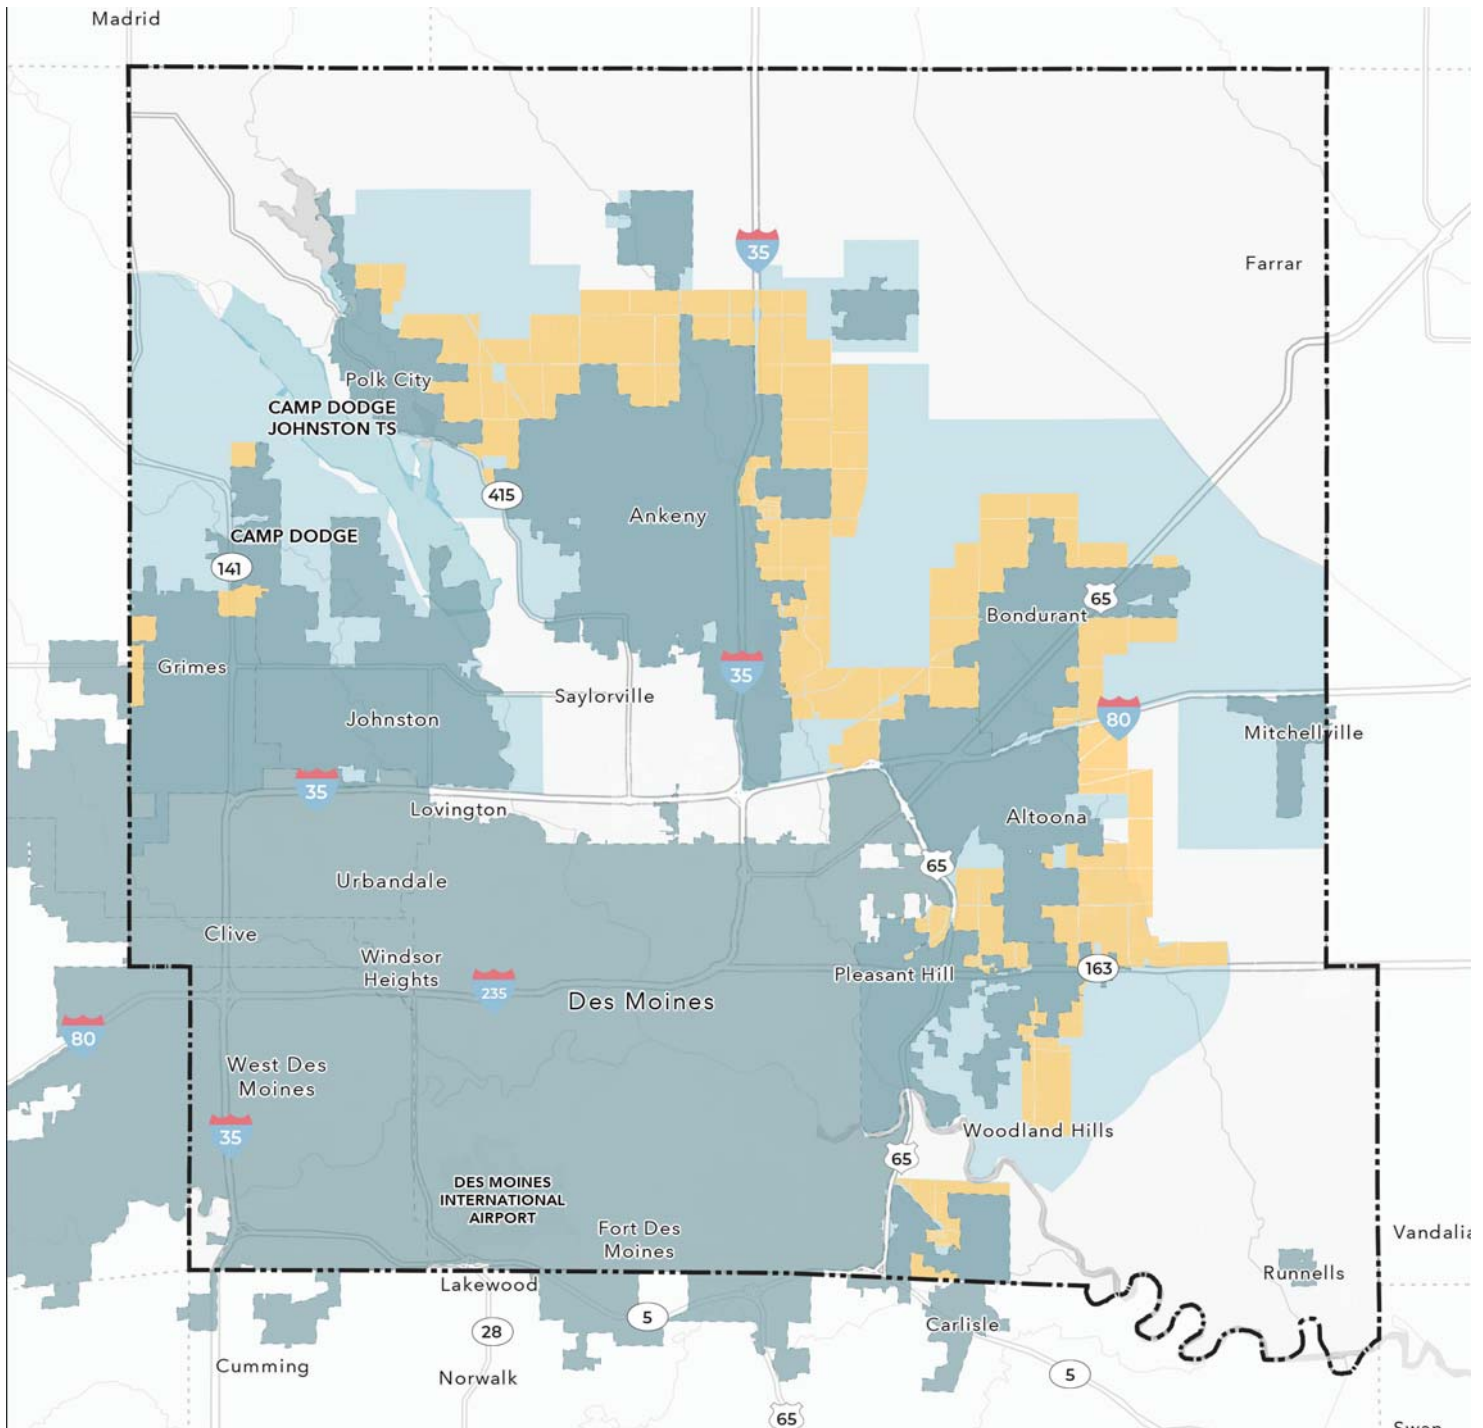 Madrid
35
Farrar
Polk City
CAMP DODGE
JOHNSTON TS
415
Ankeny
CAMP DODGE
141
65
Bondurant
Grimes
35
Saylorville
Johnston
80
Mitchellville
35
Lovington
Altoona
65
Urbandale
Clive
Windsor
Heights
163
Pleasant Hill
235
Des Moines
80
West Des
Moines
35
Woodland Hills
65
DES MOINES
INTERNATIONAL
AIRPORT
Fort Des
Moines
Vandalia
Runnells
Lakewood
5
28
Carlisle
Cumming
Norwalk
5
65
Swan